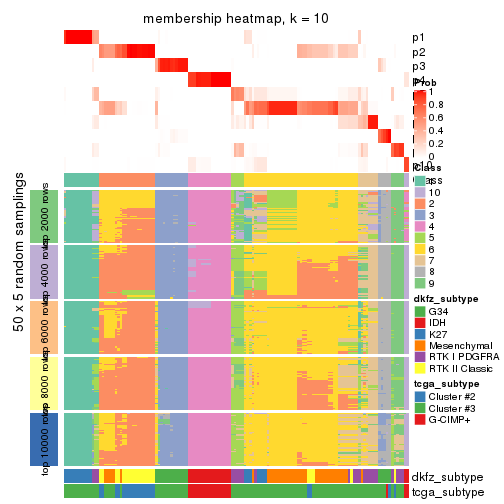 membership heatmap, k = 10
p1
p2
p3
p4
p10
Prob
1
0.8
0.6
0.4
0.2
0
Class
1
10
2
3
4
5
6
7
8
9
dkfz_subtype
G34
IDH
K27
Mesenchymal
RTK I PDGFRA
RTK II Classic
tcga_subtype
Cluster #2
Cluster #3
G-CIMP+
50 x 5 random samplings
top 2000 rows
top 4000 rows
top 6000 rows
top 8000 rows
top 10000 rows
dkfz_subtype
tcga_subtype